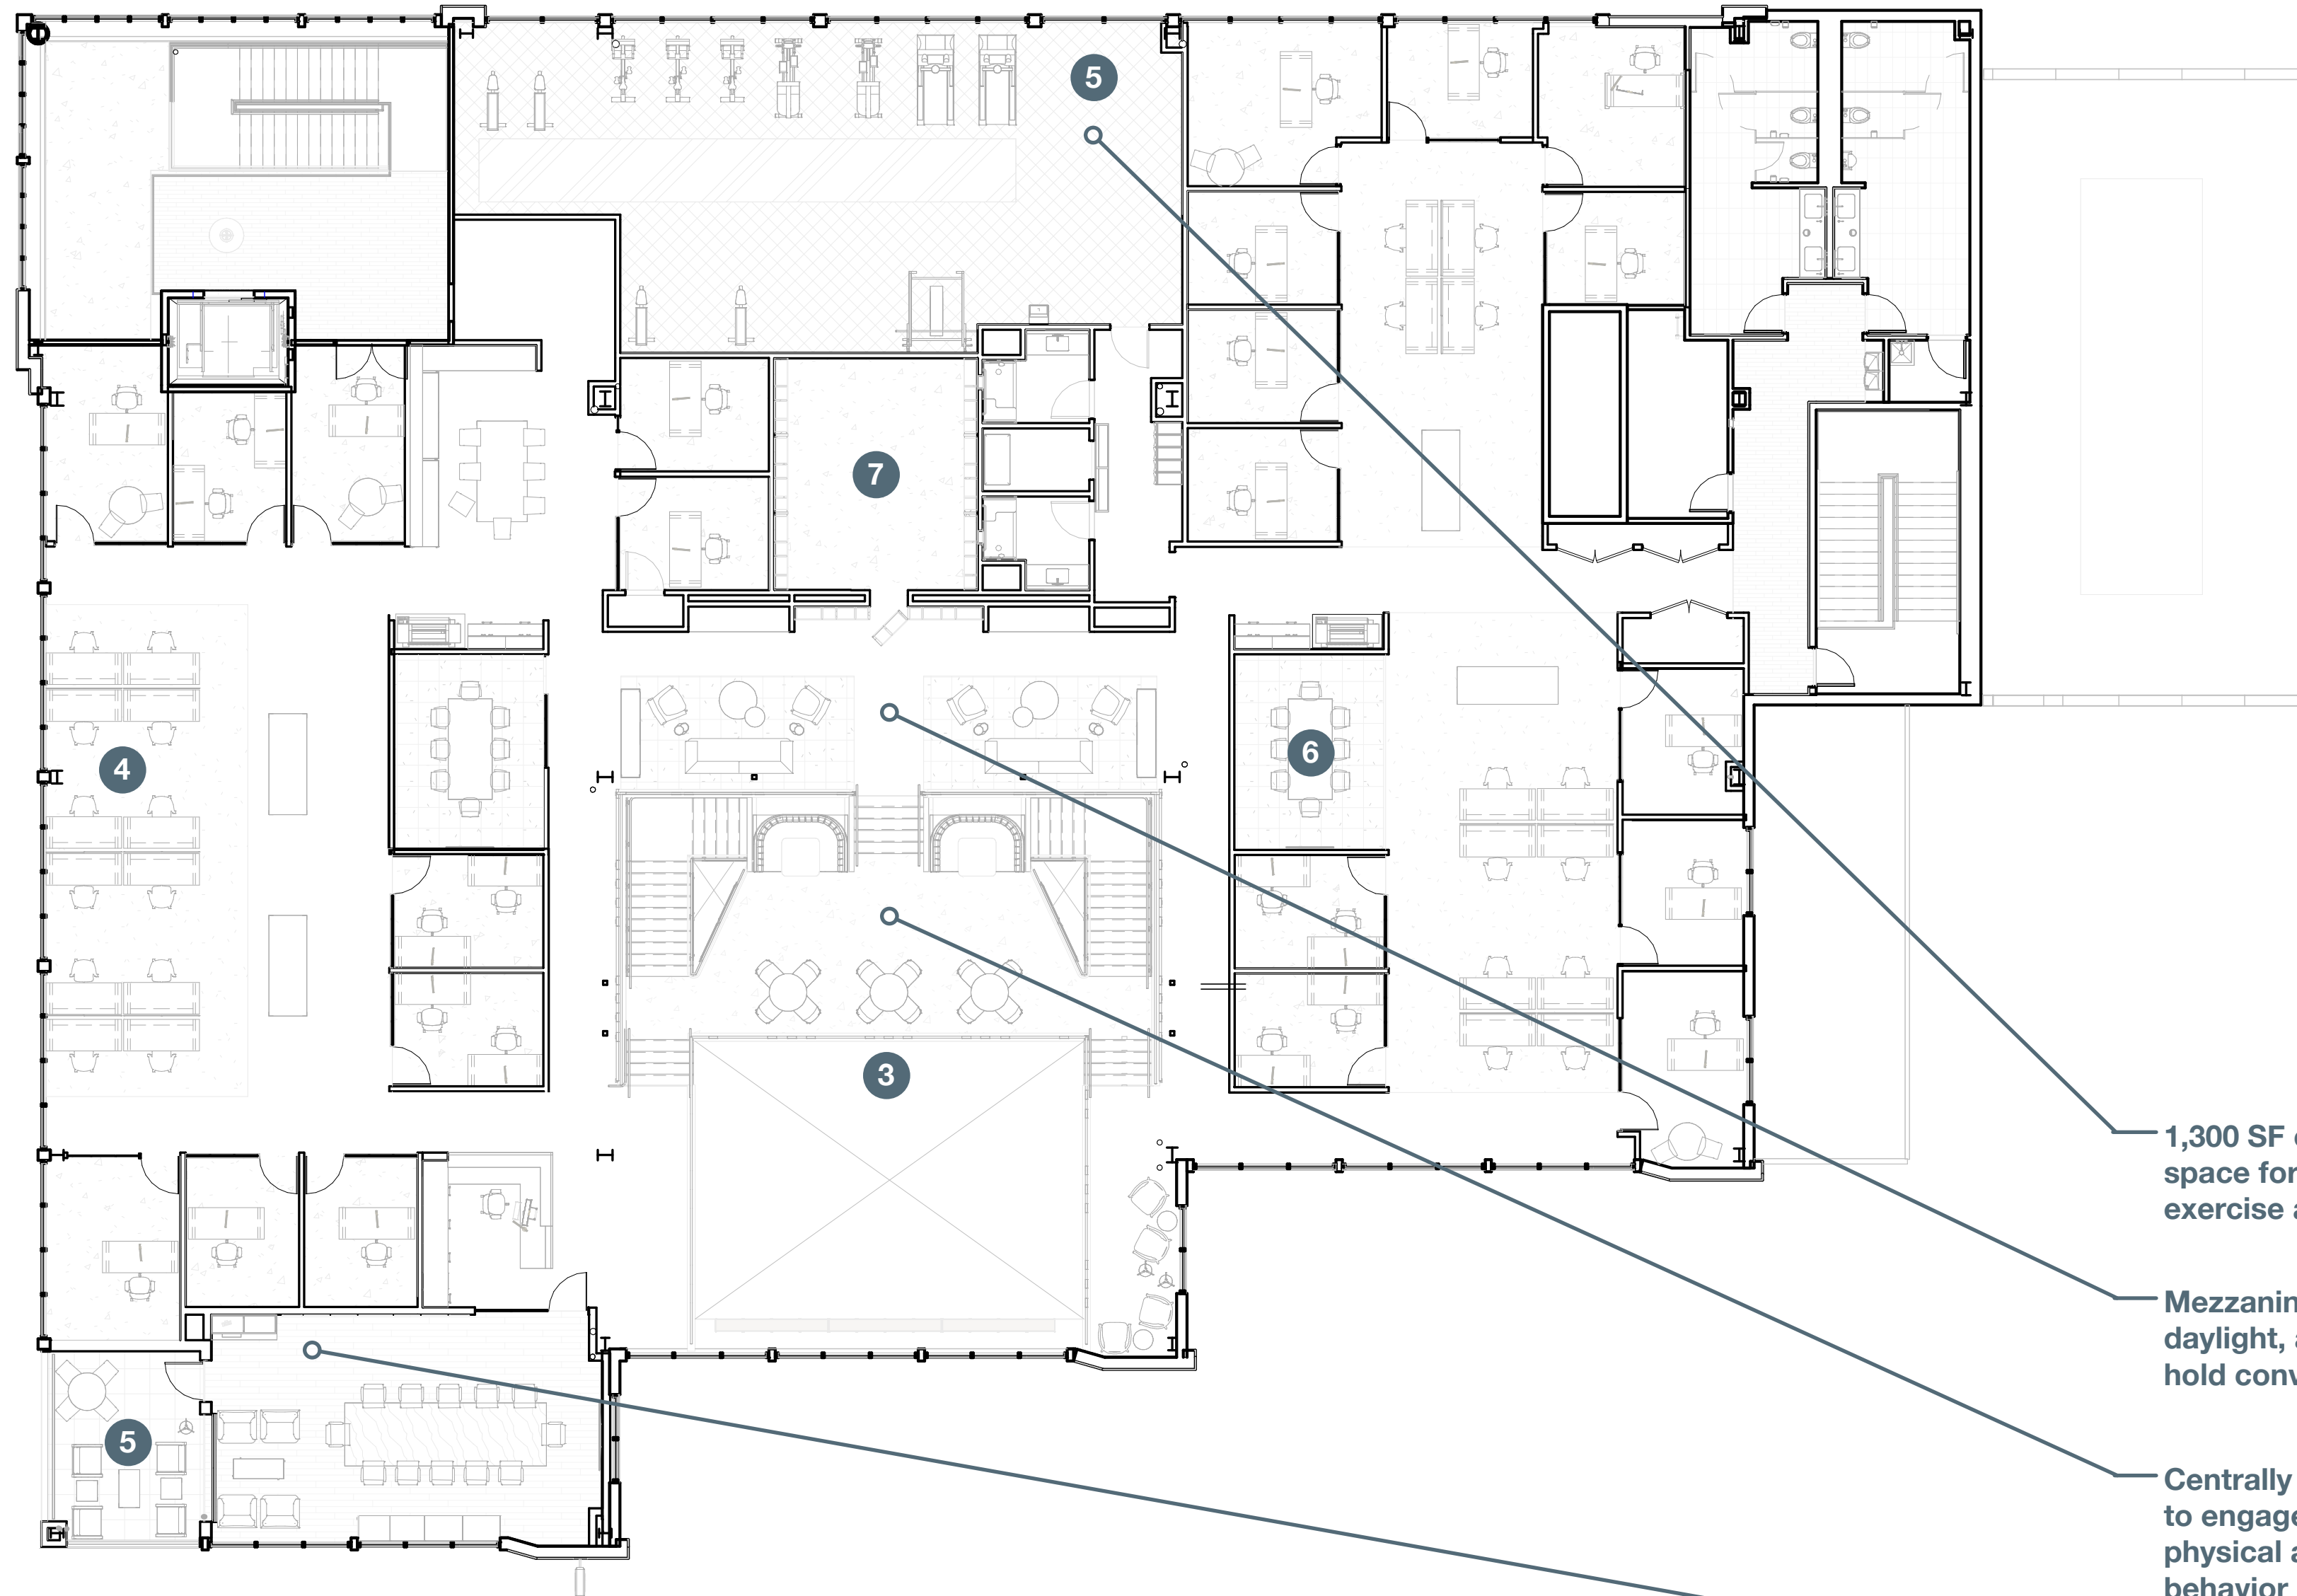 5
7
4
6
3
5
1,300 SF
space for
exercise
Mezzanin
daylight,
hold conv
Centrally
to engage
physical
behavior